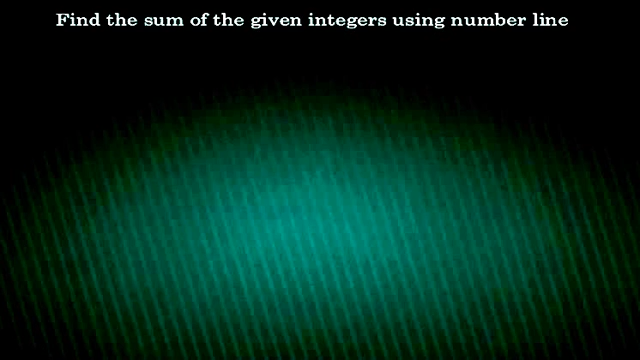 Find the sum of the given integers using number line